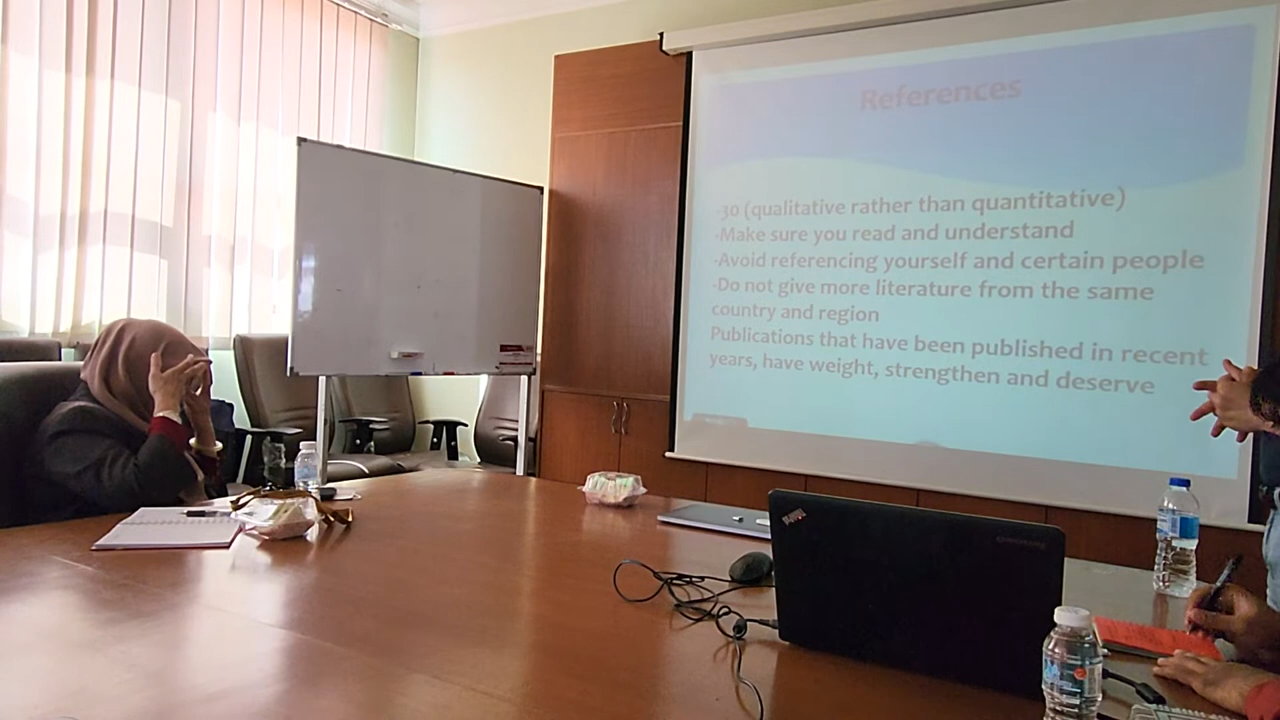 References
-30 (qualitative rather than quantitative)
-Make sure you read and understand
-Avoid referencing yourself and certain people
-Do not give more literature from the same
country and region
Publications that have been published in recent
years, have weight, strengthen and deserve
ThinkPad